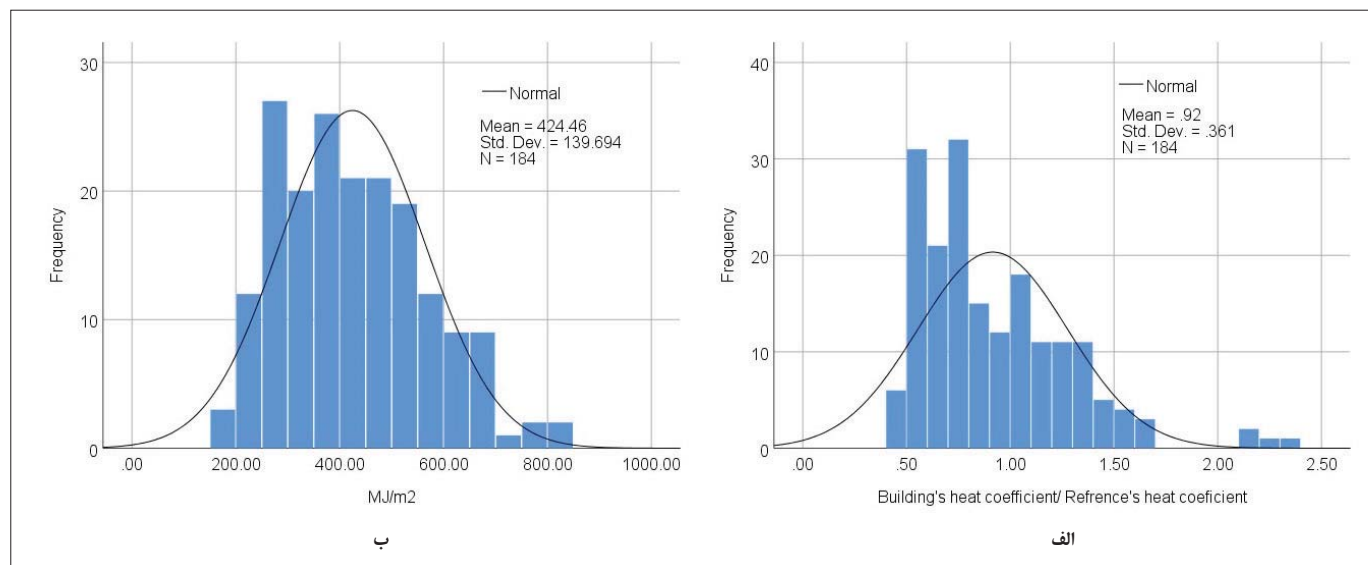 30
20
10
0
Frequency
.00 200.00 400.00 600.00 800.00 1000.00
MJ/m2
Normal
Mean = 424.46
Std. Dev. = 139.694
N = 184
ب
40
30
20
10
0
Frequency
.00 .50 1.00 1.50 2.00 2.50
Building's heat coefficient/ Refrence's heat coeficient
Normal
Mean = .92
Std. Dev. = .361
N = 184
الف